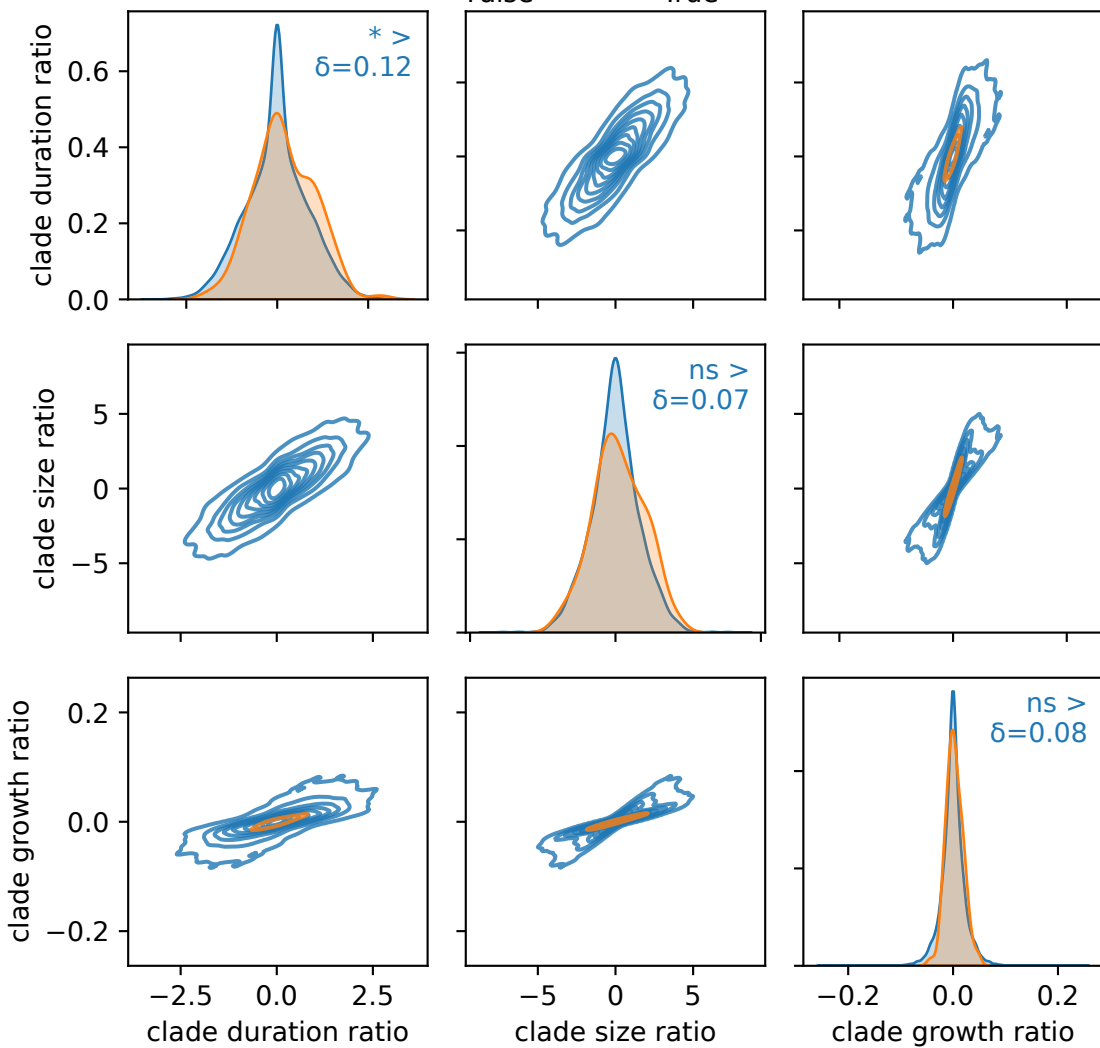 clade duration ratio
0.6
0.4
0.2
0.0
* >
δ=0.12
clade size ratio
5
0
−5
ns >
δ=0.07
clade growth ratio
0.2
0.0
−0.2
ns >
δ=0.08
−2.5 0.0 2.5
−5 0 5
−0.2 0.0 0.2
clade duration ratio
clade size ratio
clade growth ratio